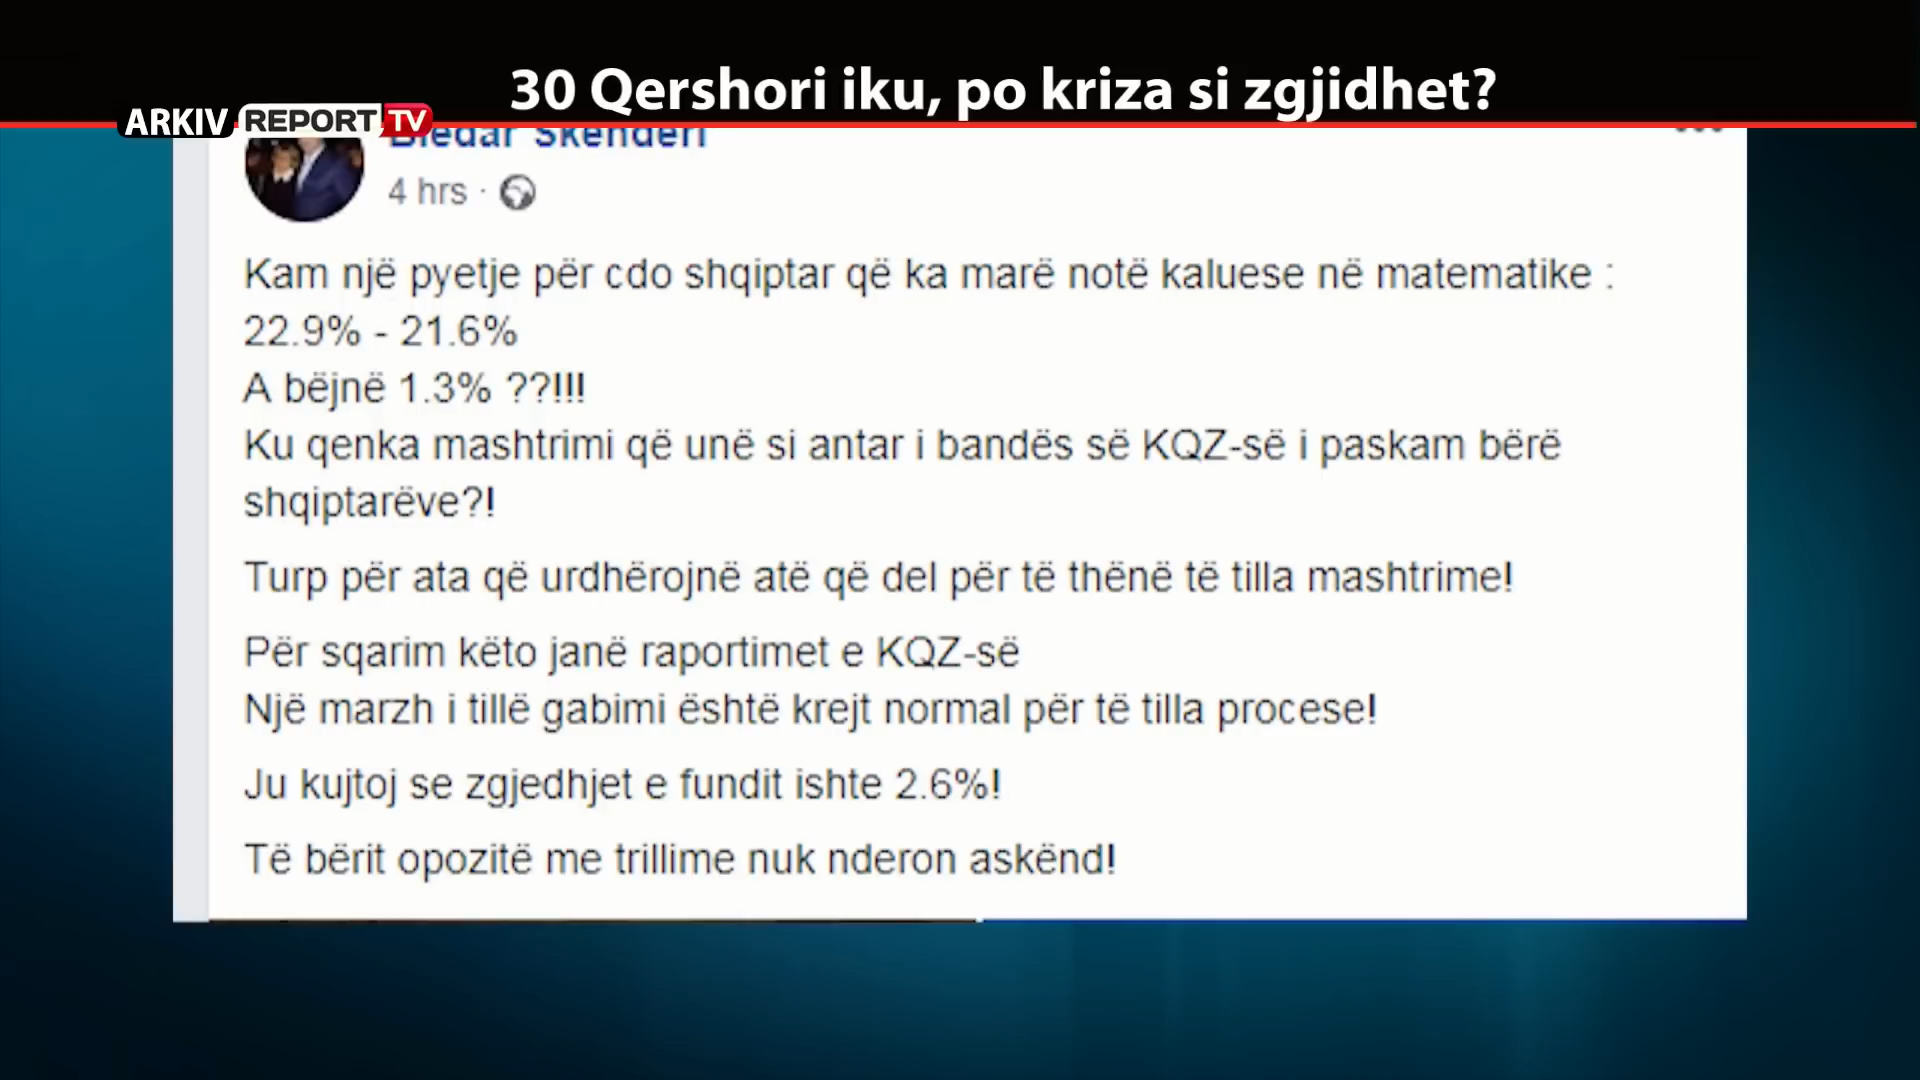 30 Qershori iku, po kriza si zgjidhet?
ARKIV REPORT TV
Bledar Skenderi
4 hrs ·
Kam një pyetje për cdo shqiptar që ka marë notë kaluese në matematike :
22.9% - 21.6%
A bëjnë 1.3% ??!!!
Ku qenka mashtrimi që unë si antar i bandës së KQZ-së i paskam bërë
shqiptarëve?!
Turp për ata që urdhërojnë atë që del për të thënë të tilla mashtrime!
Për sqarim këto janë raportimet e KQZ-së
Një marzh i tillë gabimi është krejt normal për të tilla procese!
Ju kujtoj se zgjedhjet e fundit ishte 2.6%!
Të bërit opozitë me trillime nuk nderon askënd!